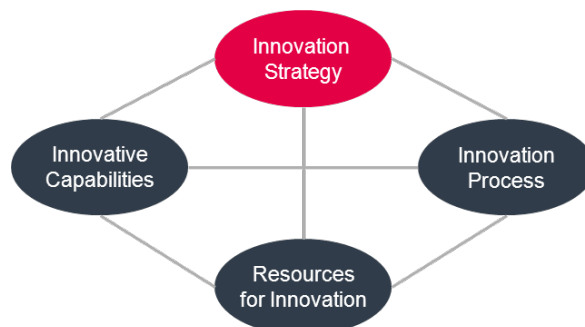 Innovation
Strategy
Innovative
Capabilities
Innovation
Process
Resources
for Innovation